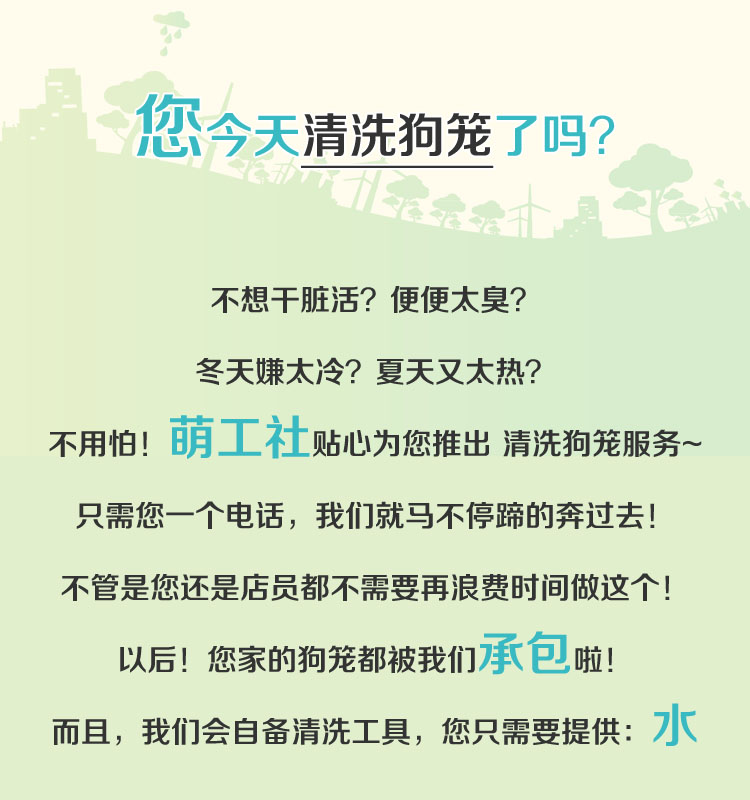 您今天清洗狗笼了吗？
不想干脏活？便便太臭？
冬天嫌太冷？夏天又太热？
不用怕！萌工社贴心为您推出 清洗狗笼服务~
只需您一个电话，我们就马不停蹄的奔过去！
不管是您还是店员都不需要再浪费时间做这个！
以后！您家的狗笼都被我们承包啦！
而且，我们会自备清洗工具，您只需要提供：水